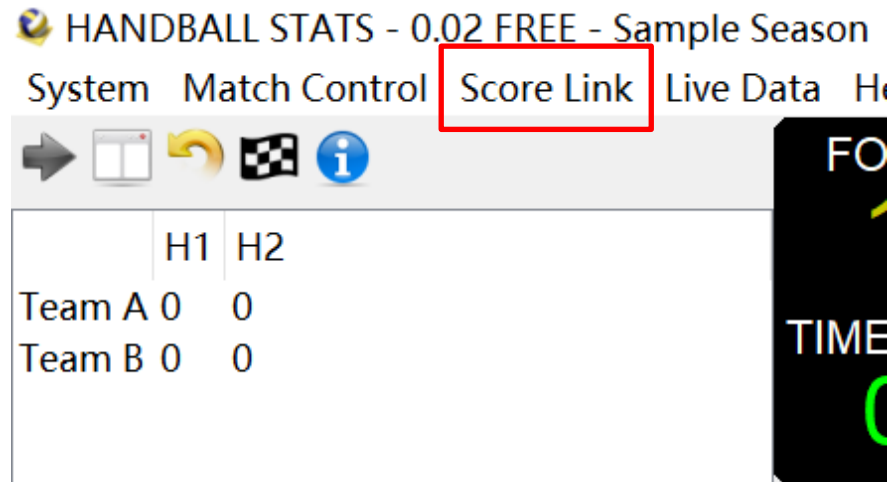 HANDBALL STATS - 0.02 FREE - Sample Season
System Match Control Score Link Live Data
H1 H2
Team A 0 0
Team B 0 0